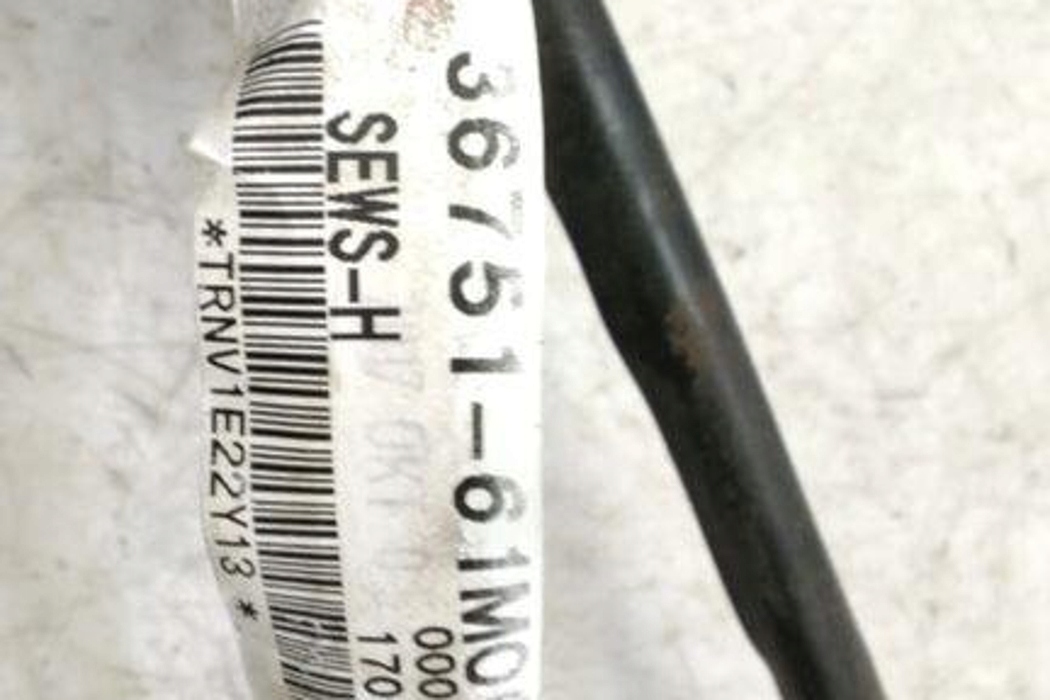 36751-61M0
SEWS-H
000
170
*TRNV1E22Y13 *